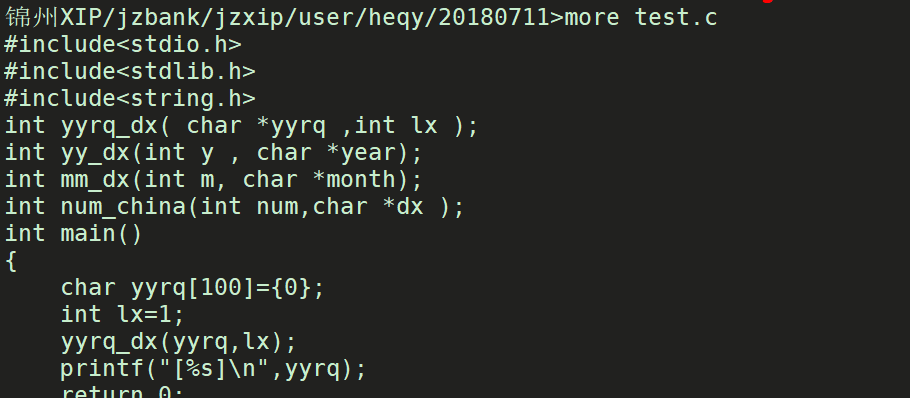 锦州XIP/jzbank/jzxip/user/heqy/20180711>more test.c
#include<stdio.h>
#include<stdlib.h>
#include<string.h>
int yyrq_dx( char *yyrq ,int lx );
int yy_dx(int y , char *year);
int mm_dx(int m, char *month);
int num_china(int num,char *dx );
int main()
{
    char yyrq[100]={0};
    int lx=1;
    yyrq_dx(yyrq,lx);
    printf("[%s]\n",yyrq);
    return 0;